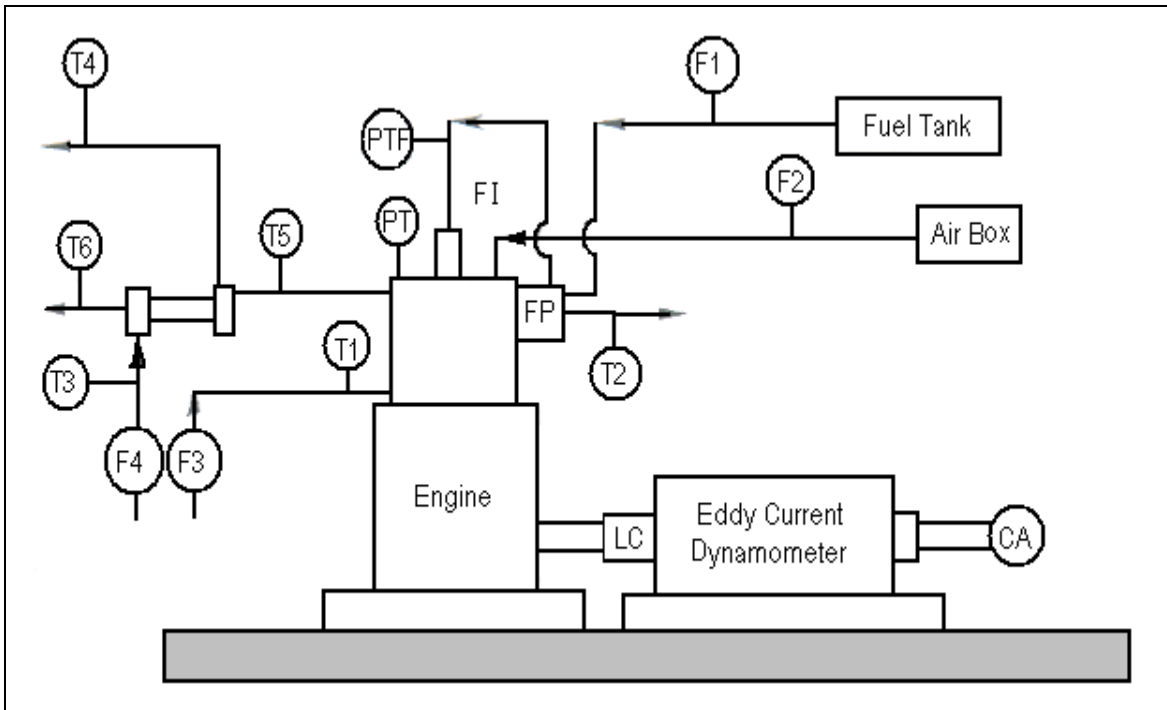 T4
F1
Fuel Tank
PTF
F2
FI
PT
T5
T6
Air Box
FP
T1
T2
T3
F4
F3
Engine
LC
Eddy Current
Dynamometer
CA